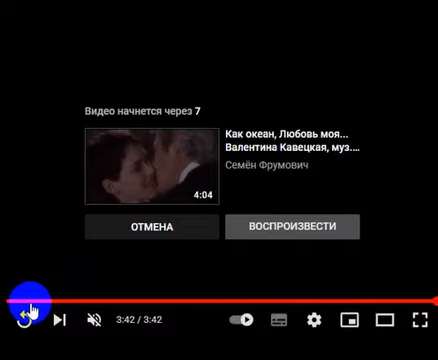 Видео начнется через 7
Как океан, Любовь моя...
Валентина Кавецкая, муз....
Семён Фрумович
4:04
ОТМЕНА
ВОСПРОИЗВЕСТИ
3:42 / 3:42